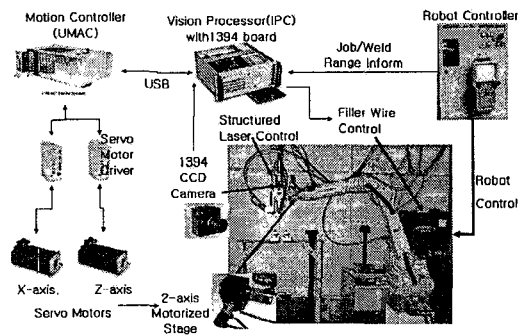 Motion Controller
(UMAC)
Vision Processor(IPC)
with1394 board
Robot Controller
USB
Job/Weld
Range Inform
Structured
Laser Control
Filler Wire
Control
Servo
Motor
Driver
1394
CCD
Camera
Robot
Control
X-axis,
Z-axis
Servo Motors
2-axis
Motorized
Stage